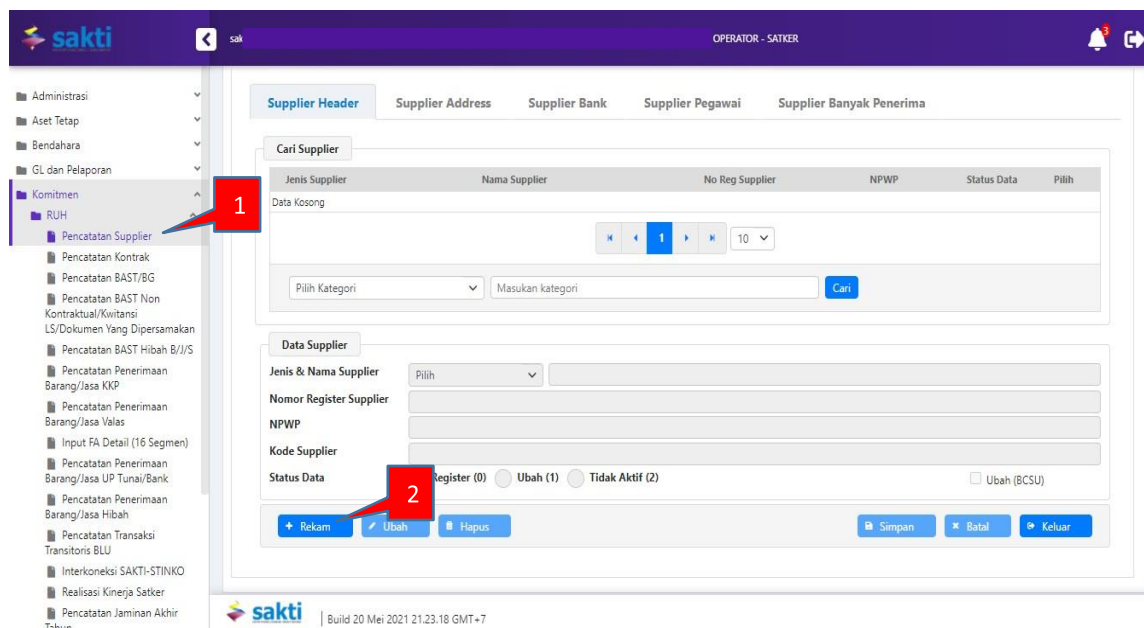 sakti
sak
OPERATOR - SATKER
3
Administrasi
Aset Tetap
Bendahara
GL dan Pelaporan
Komitmen
RUH
Pencatatan Supplier
Pencatatan Kontrak
Pencatatan BAST/BG
Pencatatan BAST Non
Kontraktual/Kwitansi
LS/Dokumen Yang Dipersamakan
Pencatatan BAST Hibah B/J/S
Pencatatan Penerimaan
Barang/Jasa KKP
Pencatatan Penerimaan
Barang/Jasa Valas
Input FA Detail (16 Segmen)
Pencatatan Penerimaan
Barang/Jasa UP Tunai/Bank
Pencatatan Penerimaan
Barang/Jasa Hibah
Pencatatan Transaksi
Transitoris BLU
Interkoneksi SAKTI-STINKO
Realisasi Kinerja Satker
Pencatatan Jaminan Akhir
Tahun
1
Supplier Header Supplier Address Supplier Bank Supplier Pegawai Supplier Banyak Penerima
Cari Supplier
Jenis Supplier Nama Supplier No Reg Supplier NPWP Status Data Pilih
Data Kosong
1 10
Pilih Kategori Masukan kategori Cari
Data Supplier
Jenis & Nama Supplier Pilih
Nomor Register Supplier
NPWP
Kode Supplier
Status Data Register (0) Ubah (1) Tidak Aktif (2) Ubah (BCSU)
2
+ Rekam Ubah Hapus Simpan Batal Keluar
sakti | Build 20 Mei 2021 21.23.18 GMT+7